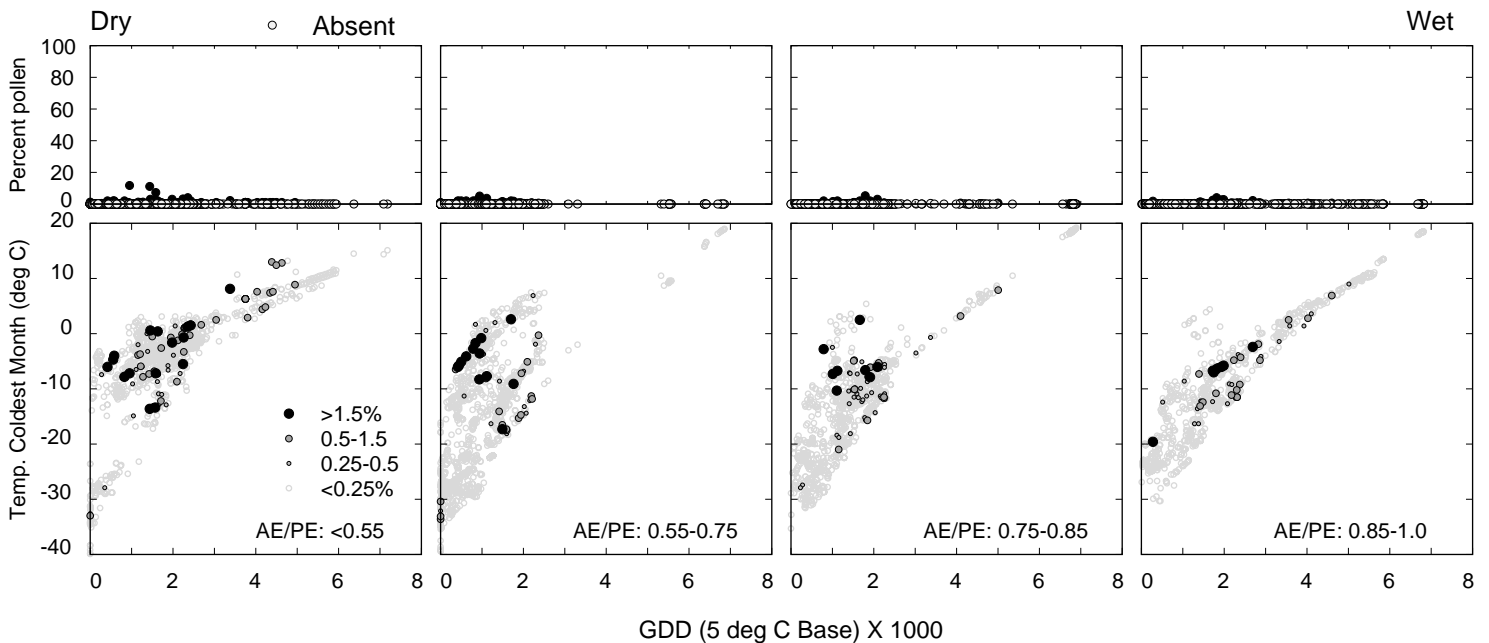 Dry
Absent
Wet
Percent pollen
100
80
60
40
20
0
Temp. Coldest Month (deg C)
20
10
0
-10
-20
-30
-40
>1.5%
0.5-1.5
0.25-0.5
<0.25%
AE/PE: <0.55
AE/PE: 0.55-0.75
AE/PE: 0.75-0.85
AE/PE: 0.85-1.0
0 2 4 6 8
0 2 4 6 8
0 2 4 6 8
0 2 4 6 8
GDD (5 deg C Base) X 1000